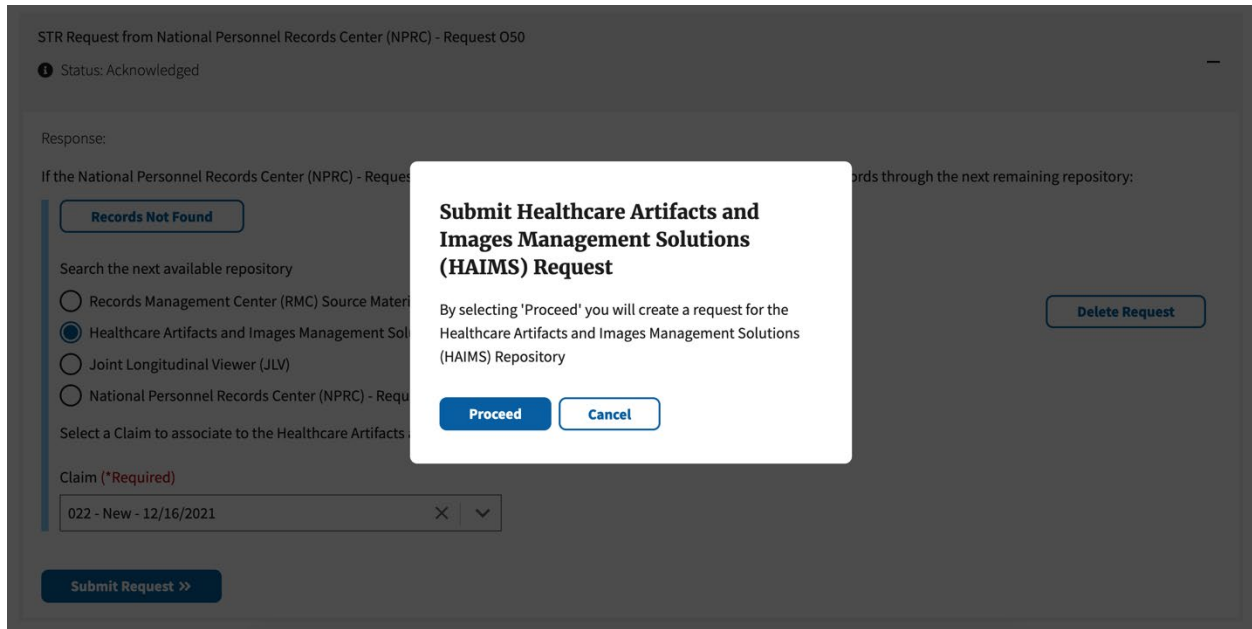 STR Request from National Personnel Records Center (NPRC) - Request O50
Status: Acknowledged
Response:
If the National Personnel Records Center (NPRC) - Reques
ords through the next remaining repository:
Records Not Found
Search the next available repository
Records Management Center (RMC) Source Materi
Healthcare Artifacts and Images Management Sol
Joint Longitudinal Viewer (JLV)
National Personnel Records Center (NPRC) - Requ
Delete Request
Select a Claim to associate to the Healthcare Artifacts
Claim (*Required)
022 - New - 12/16/2021
Submit Request »
Submit Healthcare Artifacts and
Images Management Solutions
(HAIMS) Request
By selecting 'Proceed' you will create a request for the
Healthcare Artifacts and Images Management Solutions
(HAIMS) Repository
Proceed
Cancel